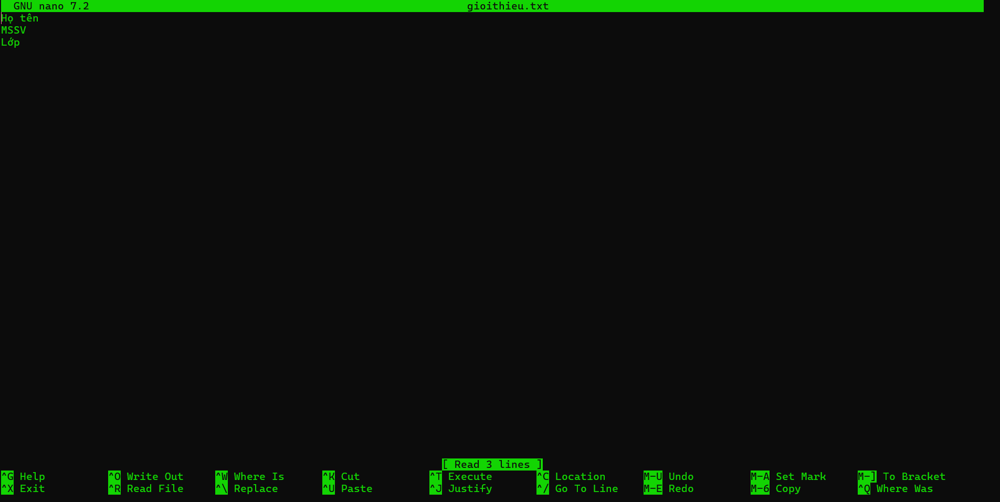 GNU nano 7.2 gioithieu.txt
Họ tên
MSSV
Lớp
[ Read 3 lines ]
^G Help ^O Write Out ^W Where Is ^K Cut ^T Execute ^C Location M-U Undo M-A Set Mark M-] To Bracket
^X Exit ^R Read File ^\ Replace ^U Paste ^J Justify ^/ Go To Line M-E Redo M-6 Copy ^Q Where Was